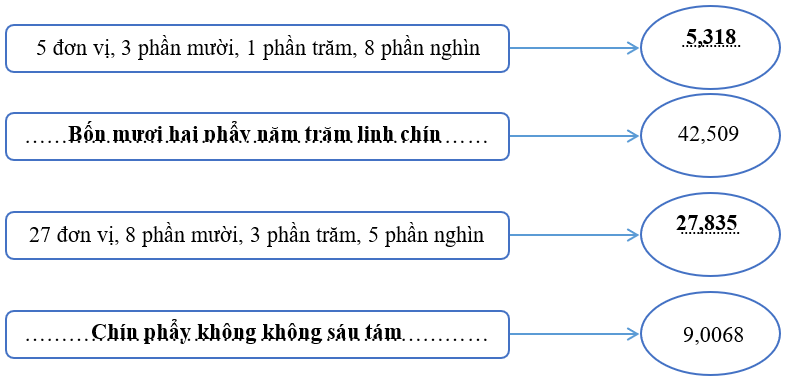 5 đơn vị, 3 phần mười, 1 phần trăm, 8 phần nghìn
5,318
Bốn mươi hai phẩy năm trăm linh chín
42,509
27 đơn vị, 8 phần mười, 3 phần trăm, 5 phần nghìn
27,835
Chín phẩy không không sáu tám
9,0068